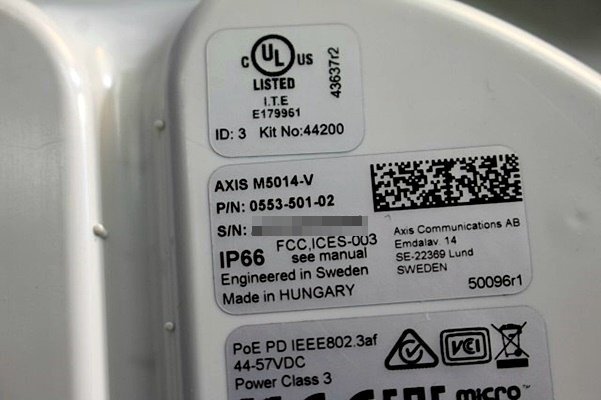 C UL US
LISTED
I.T.E
E179961
ID: 3 Kit No:44200
43637r2
AXIS M5014-V
P/N: 0553-501-02
S/N:
IP66 FCC,ICES-003
see manual
Engineered in Sweden
Made in HUNGARY
Axis Communications AB
Emdalav. 14
SE-22369 Lund
SWEDEN
50096r1
PoE PD IEEE802.3af
44-57VDC
Power Class 3
VCI
micro